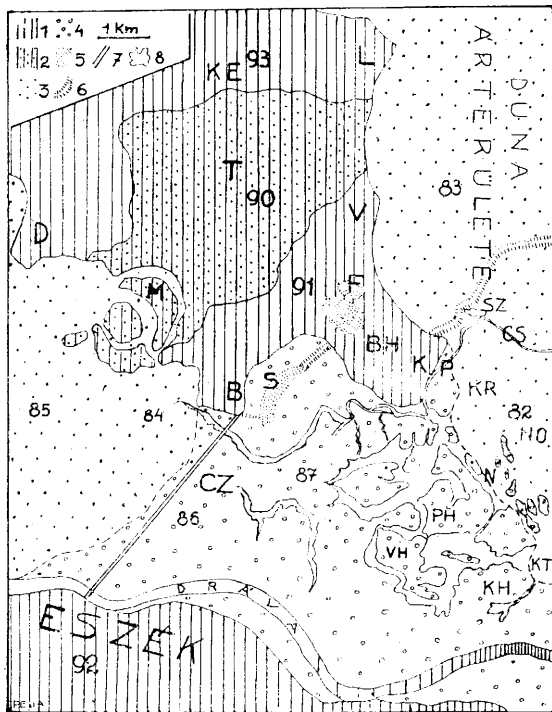 1 4 1 Km
2 5 7 8
3 6
KE 93 L
DUNA
ÁRTERÜLETE
T
90
83
D
V
M
91
F
SZ
CS
BH
K P
B S
KR
85
84
82
NO
CZ
87
N
86
PH
VH
KT
KH
DRÁVA
ESZÉK
92